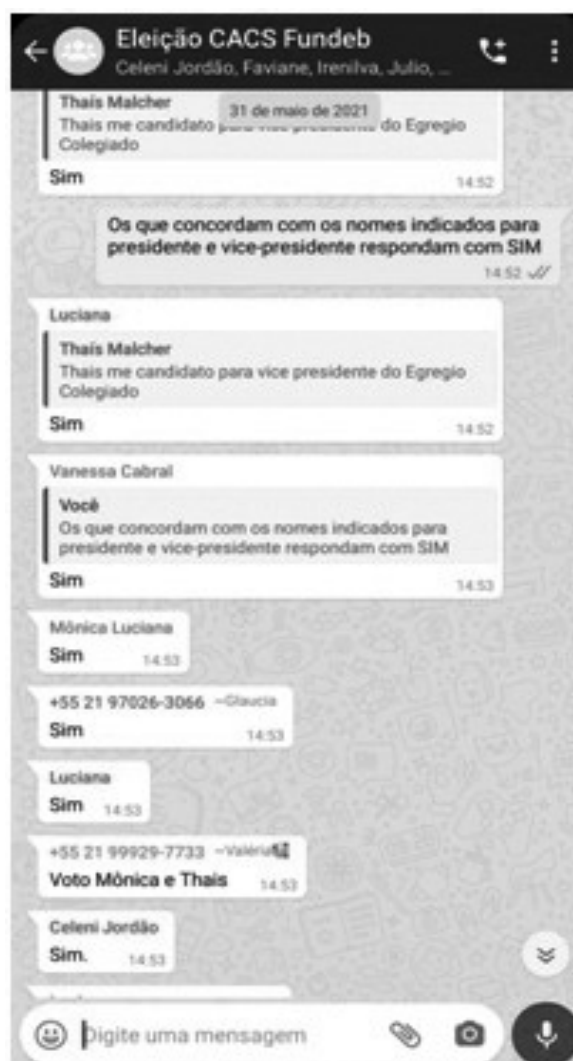 Eleição CACS Fundeb
Celeni Jordão, Faviane, Irenilva, Julio, ...
Thaís Malcher
31 de maio de 2021
Thais me candidato para vice presidente do Egregio
Colegiado
Sim
14:52
Os que concordam com os nomes indicados para
presidente e vice-presidente respondam com SIM
14:52
Luciana
Thaís Malcher
Thais me candidato para vice presidente do Egregio
Colegiado
Sim
14:52
Vanessa Cabral
Você
Os que concordam com os nomes indicados para
presidente e vice-presidente respondam com SIM
Sim
14:53
Mônica Luciana
Sim 14:53
+55 21 97026-3066 ~Glaucia
Sim 14:53
Luciana
Sim 14:53
+55 21 99929-7733 ~Valéria
Voto Mônica e Thais 14:53
Celeni Jordão
Sim. 14:53
Digite uma mensagem